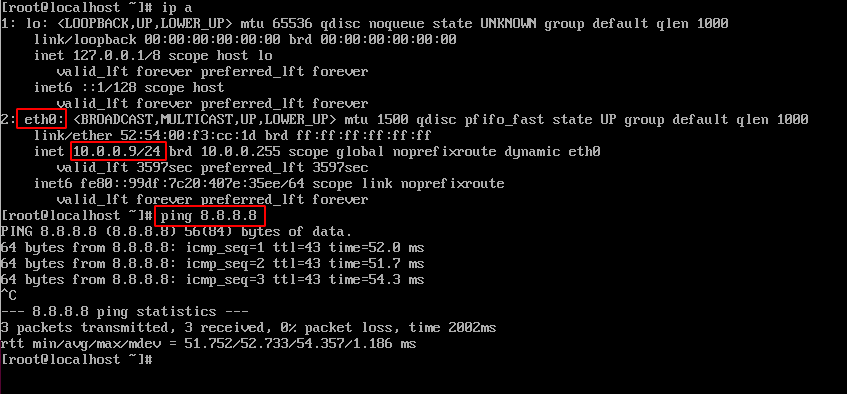 [root@localhost ~]# ip a
1: lo: <LOOPBACK,UP,LOWER_UP> mtu 65536 qdisc noqueue state UNKNOWN group default qlen 1000
    link/loopback 00:00:00:00:00:00 brd 00:00:00:00:00:00
    inet 127.0.0.1/8 scope host lo
       valid_lft forever preferred_lft forever
    inet6 ::1/128 scope host
       valid_lft forever preferred_lft forever
2: eth0: <BROADCAST,MULTICAST,UP,LOWER_UP> mtu 1500 qdisc pfifo_fast state UP group default qlen 1000
    link/ether 52:54:00:f3:cc:1d brd ff:ff:ff:ff:ff:ff
    inet 10.0.0.9/24 brd 10.0.0.255 scope global noprefixroute dynamic eth0
       valid_lft 3597sec preferred_lft 3597sec
    inet6 fe80::99df:7c20:407e:35ee/64 scope link noprefixroute
       valid_lft forever preferred_lft forever
[root@localhost ~]# ping 8.8.8.8
PING 8.8.8.8 (8.8.8.8) 56(84) bytes of data.
64 bytes from 8.8.8.8: icmp_seq=1 ttl=43 time=52.0 ms
64 bytes from 8.8.8.8: icmp_seq=2 ttl=43 time=51.7 ms
64 bytes from 8.8.8.8: icmp_seq=3 ttl=43 time=54.3 ms
^C
--- 8.8.8.8 ping statistics ---
3 packets transmitted, 3 received, 0% packet loss, time 2002ms
rtt min/avg/max/mdev = 51.752/52.733/54.357/1.186 ms
[root@localhost ~]#